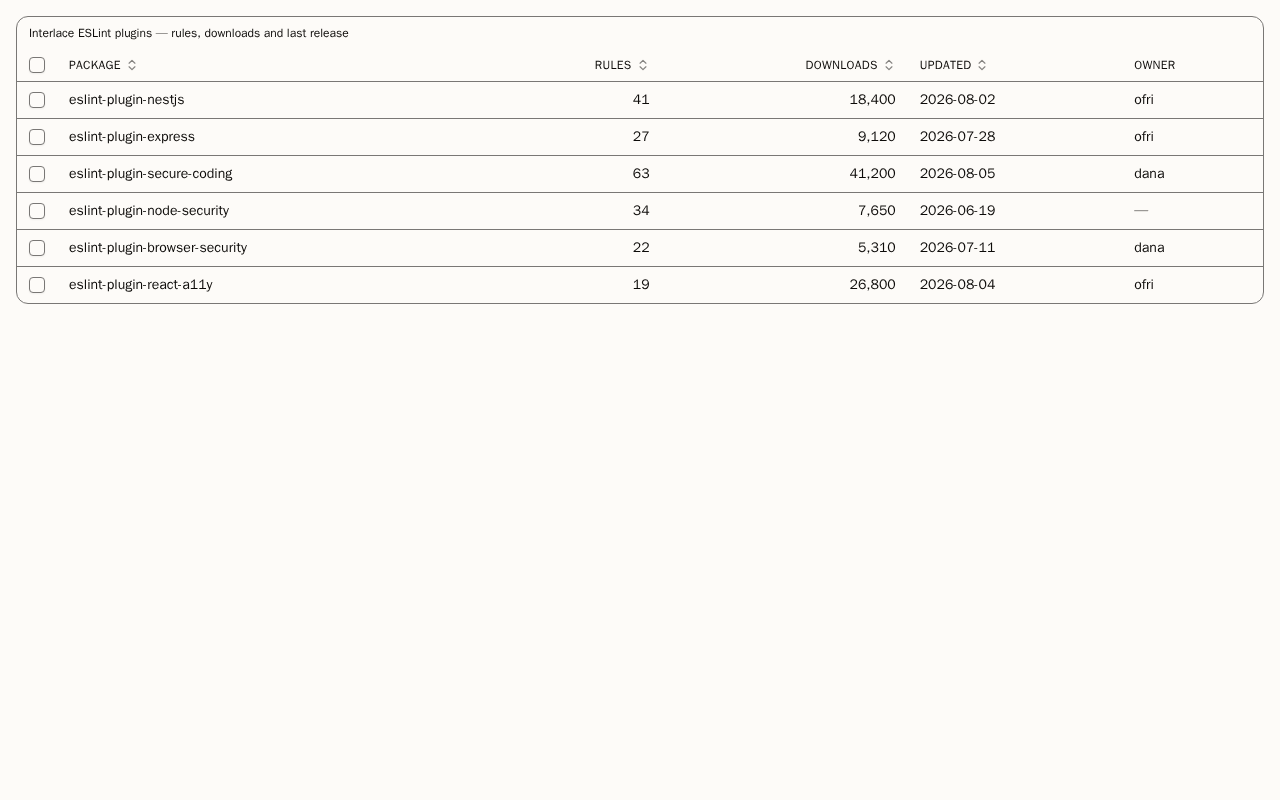 Interlace ESLint plugins — rules, downloads and last release
PACKAGE RULES DOWNLOADS UPDATED OWNER
eslint-plugin-nestjs 41 18,400 2026-08-02 ofri
eslint-plugin-express 27 9,120 2026-07-28 ofri
eslint-plugin-secure-coding 63 41,200 2026-08-05 dana
eslint-plugin-node-security 34 7,650 2026-06-19 —
eslint-plugin-browser-security 22 5,310 2026-07-11 dana
eslint-plugin-react-a11y 19 26,800 2026-08-04 ofri